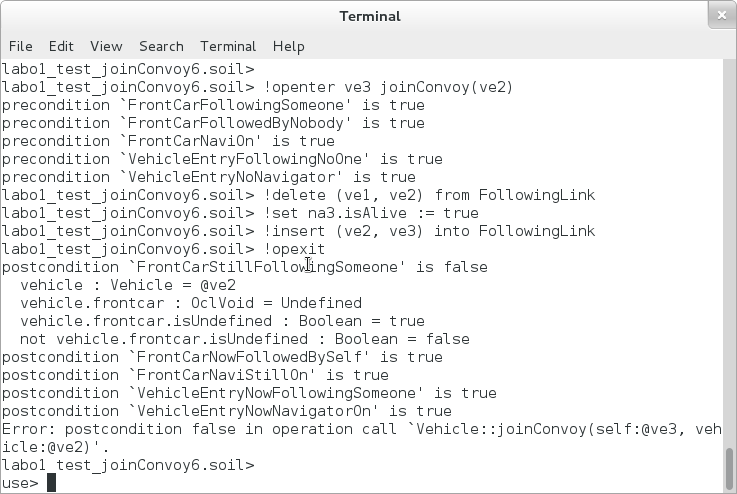 Terminal
×
File Edit View Search Terminal Help
labo1_test_joinConvoy6.soil>
labo1_test_joinConvoy6.soil> !openter ve3 joinConvoy(ve2)
precondition `FrontCarFollowingSomeone' is true
precondition `FrontCarFollowedByNobody' is true
precondition `FrontCarNaviOn' is true
precondition `VehicleEntryFollowingNoOne' is true
precondition `VehicleEntryNoNavigator' is true
labo1_test_joinConvoy6.soil> !delete (ve1, ve2) from FollowingLink
labo1_test_joinConvoy6.soil> !set na3.isAlive := true
labo1_test_joinConvoy6.soil> !insert (ve2, ve3) into FollowingLink
labo1_test_joinConvoy6.soil> !opexit
postcondition `FrontCarStillFollowingSomeone' is false
  vehicle : Vehicle = @ve2
  vehicle.frontcar : OclVoid = Undefined
  vehicle.frontcar.isUndefined : Boolean = true
  not vehicle.frontcar.isUndefined : Boolean = false
postcondition `FrontCarNowFollowedBySelf' is true
postcondition `FrontCarNaviStillOn' is true
postcondition `VehicleEntryNowFollowingSomeone' is true
postcondition `VehicleEntryNowNavigatorOn' is true
Error: postcondition false in operation call `Vehicle::joinConvoy(self:@ve3, veh
icle:@ve2)'.
labo1_test_joinConvoy6.soil>
use>